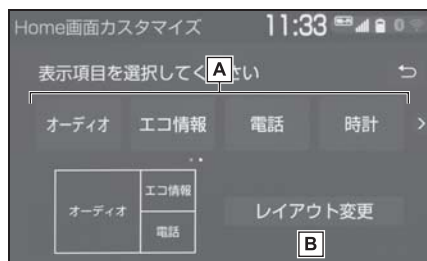 Home画面カスタマイズ 11:33 0
表示項目を選択してく A さい
オーディオ エコ情報 電話 時計 >
オーディオ エコ情報
電話
レイアウト変更
B